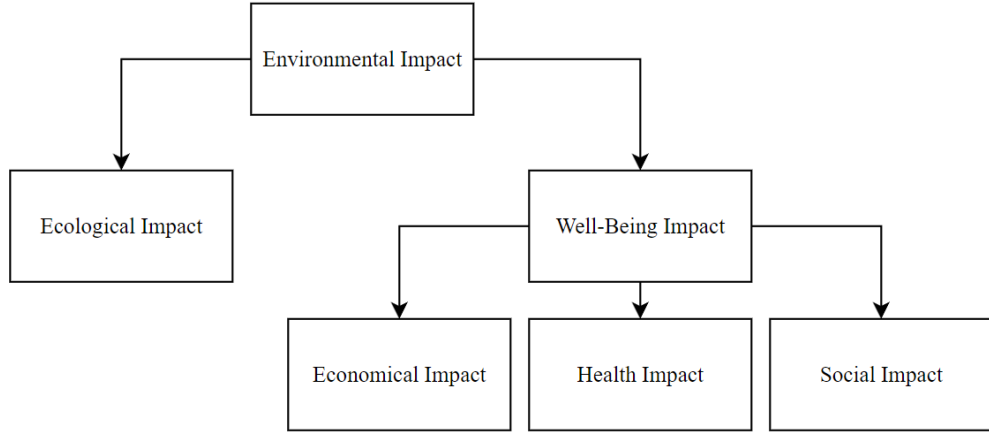 Environmental Impact
Ecological Impact
Well-Being Impact
Economical Impact
Health Impact
Social Impact